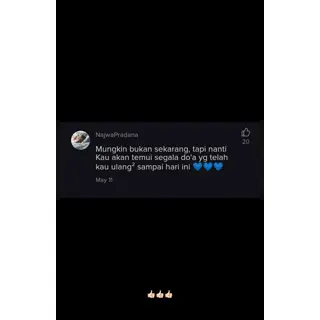 NajwaPradana
20
Mungkin bukan sekarang, tapi nanti
Kau akan temui segala do'a yg telah
kau ulang² sampai hari ini 💙💙💙
May 11
👍🏻👍🏻👍🏻